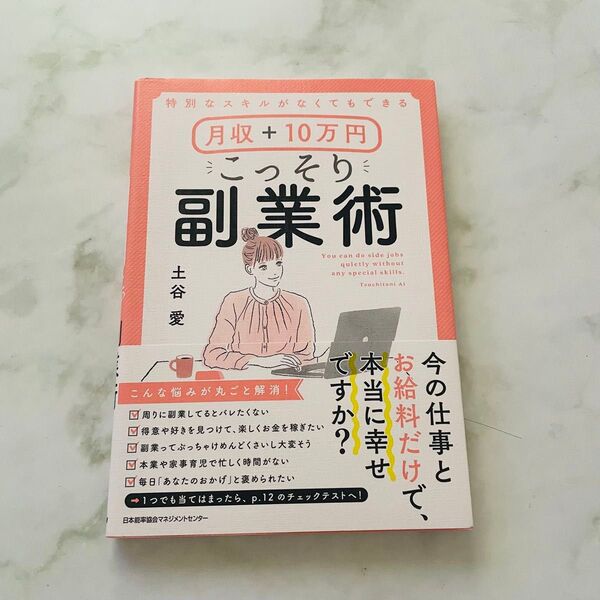 特別なスキルがなくてもできる
月収+10万円
こっそり
副業術
You can do side jobs
quietly without
any special skills.
Tsuchitani Ai
土谷 愛
今の仕事と
お給料だけで、
本当に幸せ
ですか?
こんな悩みが丸ごと解消!
周りに副業してるとバレたくない
得意や好きを見つけて、楽しくお金を稼ぎたい
副業ってぶっちゃけめんどくさいし大変そう
本業や家事育児で忙しく時間がない
毎日「あなたのおかげ」と褒められたい
➡1つでも当てはまったら、p.12のチェックテストへ!
日本能率協会マネジメントセンター